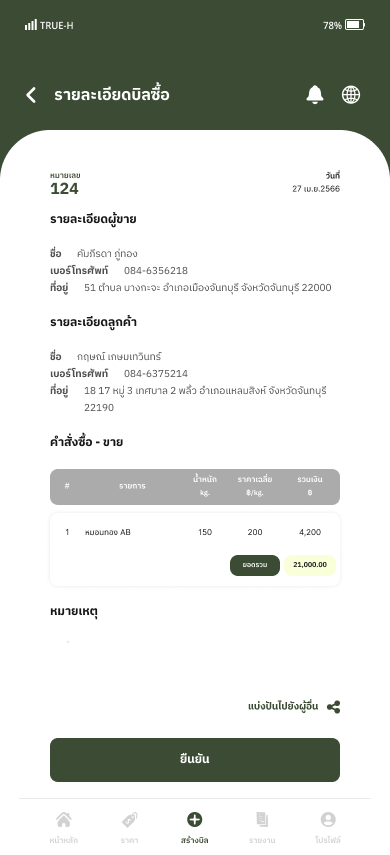 TRUE-H 78%
รายละเอียดบิลซื้อ
หมายเลข วันที่
124 27 เม.ย.2566
รายละเอียดผู้ขาย
ชื่อ คัมภีรดา ภู่ทอง
เบอร์โทรศัพท์ 084-6356218
ที่อยู่ 51 ตำบล บางกะจะ อำเภอเมืองจันทบุรี จังหวัดจันทบุรี 22000
รายละเอียดลูกค้า
ชื่อ กฤษณ์ เกษมเทวินทร์
เบอร์โทรศัพท์ 084-6375214
ที่อยู่ 18 17 หมู่ 3 เทศบาล 2 พลิ้ว อำเภอแหลมสิงห์ จังหวัดจันทบุรี
22190
คำสั่งซื้อ - ขาย
# รายการ น้ำหนัก ราคาเฉลี่ย รวมเงิน
kg. ฿/kg. ฿
1 หมอนทอง AB 150 200 4,200
ยอดรวม 21,000.00
หมายเหตุ
-
แบ่งปันไปยังผู้อื่น
ยืนยัน
หน้าหลัก ราคา สร้างบิล รายงาน โปรไฟล์